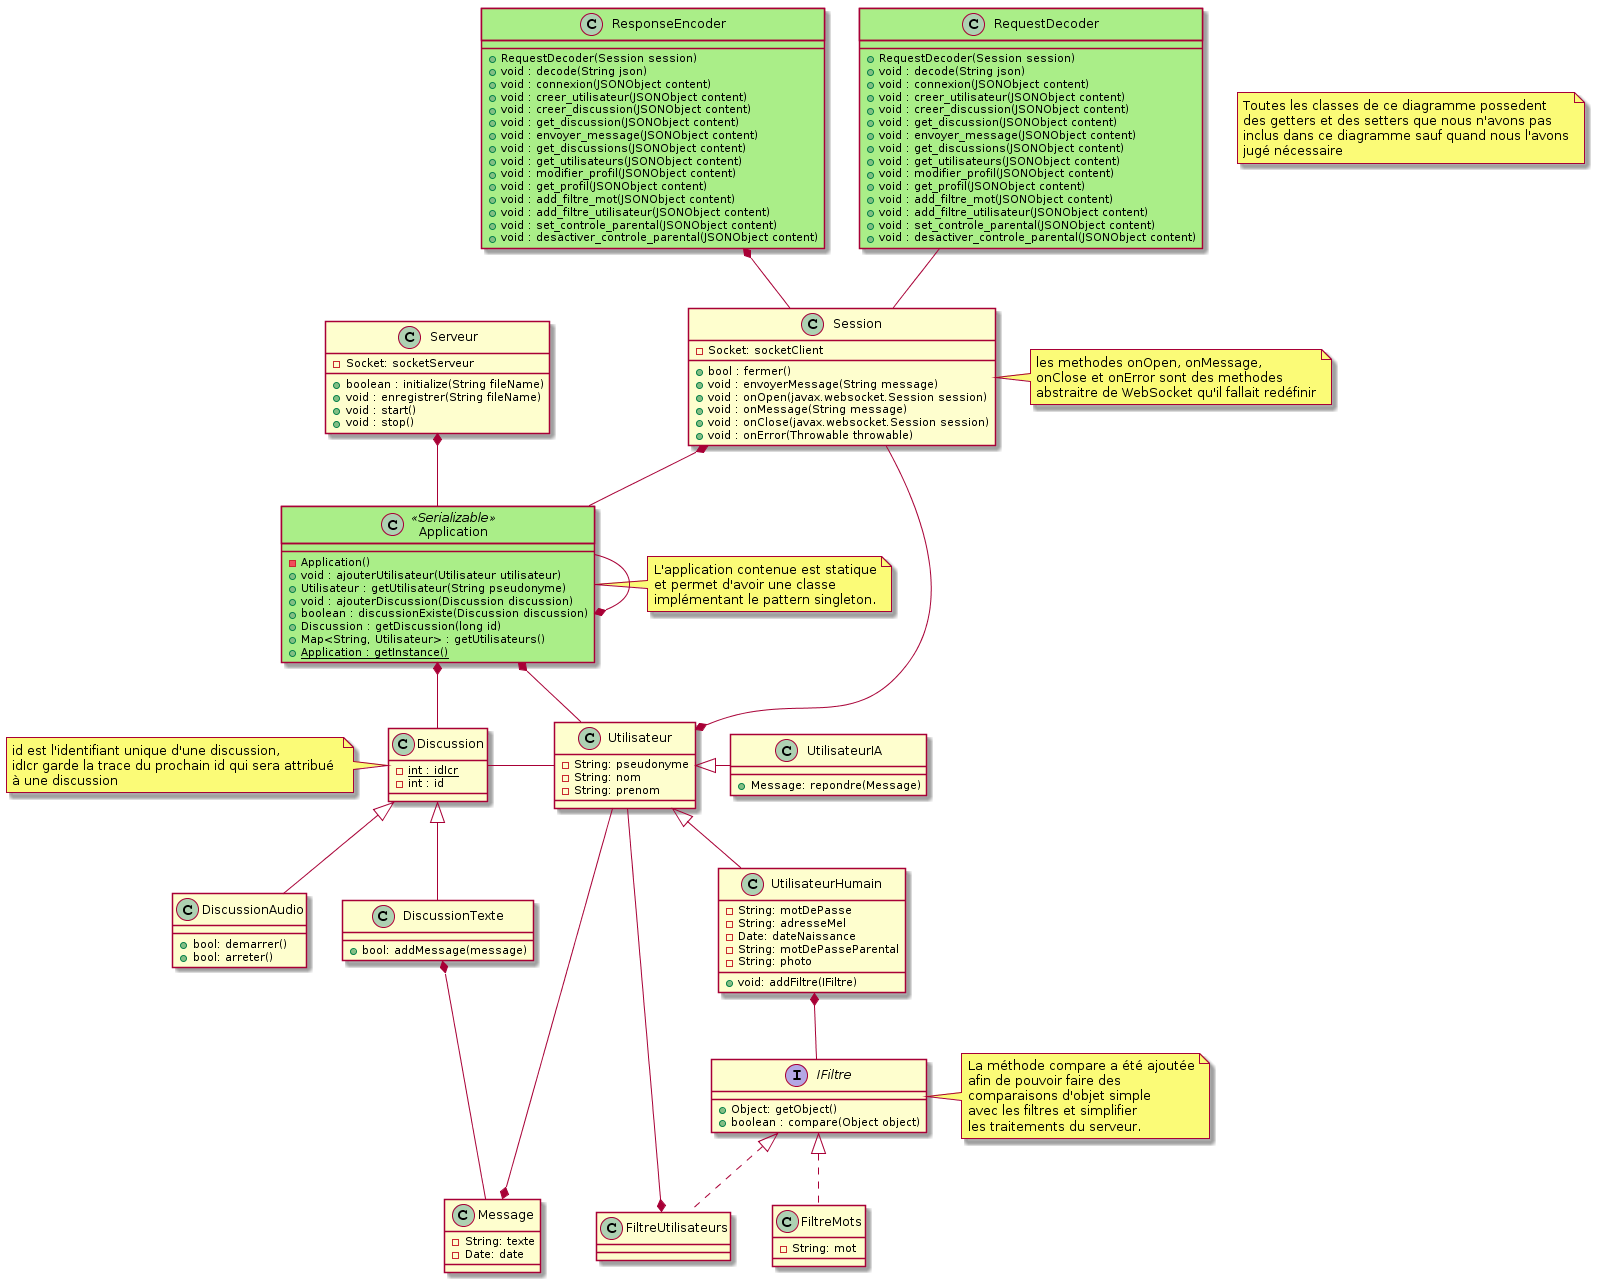 C ResponseEncoder
RequestDecoder(Session session)
void : decode(String json)
void : connexion(JSONObject content)
void : creer_utilisateur(JSONObject content)
void : creer_discussion(JSONObject content)
void : get_discussion(JSONObject content)
void : envoyer_message(JSONObject content)
void : get_discussions(JSONObject content)
void : get_utilisateurs(JSONObject content)
void : modifier_profil(JSONObject content)
void : get_profil(JSONObject content)
void : add_filtre_mot(JSONObject content)
void : add_filtre_utilisateur(JSONObject content)
void : set_controle_parental(JSONObject content)
void : desactiver_controle_parental(JSONObject content)
C RequestDecoder
RequestDecoder(Session session)
void : decode(String json)
void : connexion(JSONObject content)
void : creer_utilisateur(JSONObject content)
void : creer_discussion(JSONObject content)
void : get_discussion(JSONObject content)
void : envoyer_message(JSONObject content)
void : get_discussions(JSONObject content)
void : get_utilisateurs(JSONObject content)
void : modifier_profil(JSONObject content)
void : get_profil(JSONObject content)
void : add_filtre_mot(JSONObject content)
void : add_filtre_utilisateur(JSONObject content)
void : set_controle_parental(JSONObject content)
void : desactiver_controle_parental(JSONObject content)
Toutes les classes de ce diagramme possedent
des getters et des setters que nous n'avons pas
inclus dans ce diagramme sauf quand nous l'avons
jugé nécessaire
C Serveur
Socket: socketServeur
boolean : initialize(String fileName)
void : enregistrer(String fileName)
void : start()
void : stop()
C Session
Socket: socketClient
bool : fermer()
void : envoyerMessage(String message)
void : onOpen(javax.websocket.Session session)
void : onMessage(String message)
void : onClose(javax.websocket.Session session)
void : onError(Throwable throwable)
les methodes onOpen, onMessage,
onClose et onError sont des methodes
abstraitre de WebSocket qu'il fallait redéfinir
C «Serializable»
Application
Application()
void : ajouterUtilisateur(Utilisateur utilisateur)
Utilisateur : getUtilisateur(String pseudonyme)
void : ajouterDiscussion(Discussion discussion)
boolean : discussionExiste(Discussion discussion)
Discussion : getDiscussion(long id)
Map<String, Utilisateur> : getUtilisateurs()
Application : getInstance()
L'application contenue est statique
et permet d'avoir une classe
implémentant le pattern singleton.
id est l'identifiant unique d'une discussion,
idIcr garde la trace du prochain id qui sera attribué
à une discussion
C Discussion
int : idIcr
int : id
C Utilisateur
String: pseudonyme
String: nom
String: prenom
C UtilisateurIA
Message: repondre(Message)
C DiscussionAudio
bool: demarrer()
bool: arreter()
C DiscussionTexte
bool: addMessage(message)
C UtilisateurHumain
String: motDePasse
String: adresseMel
Date: dateNaissance
String: motDePasseParental
String: photo
void: addFiltre(IFiltre)
I IFiltre
Object: getObject()
boolean : compare(Object object)
La méthode compare a été ajoutée
afin de pouvoir faire des
comparaisons d'objet simple
avec les filtres et simplifier
les traitements du serveur.
C Message
String: texte
Date: date
C FiltreUtilisateurs
C FiltreMots
String: mot